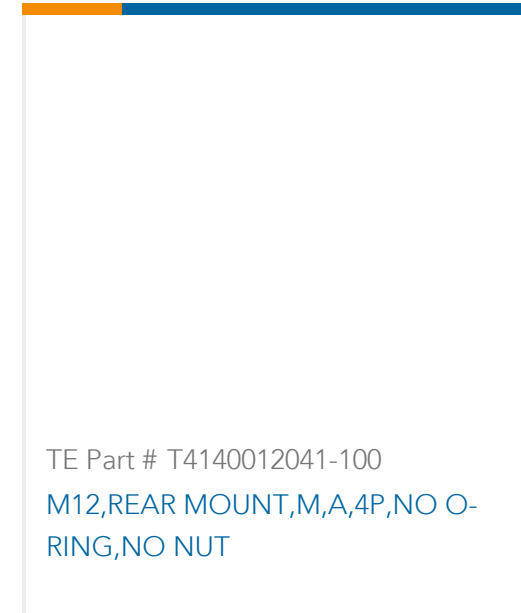 TE Part # T4140012041-100
M12,REAR MOUNT,M,A,4P,NO O-
RING,NO NUT